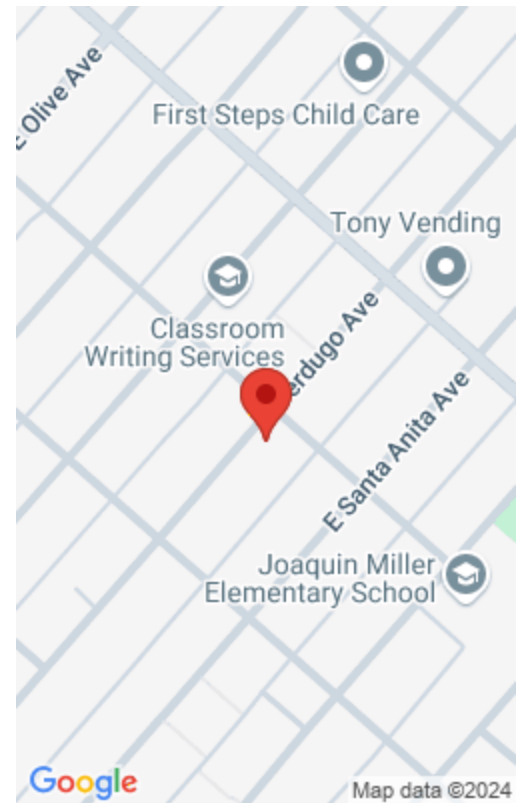 E Olive Ave
First Steps Child Care
Tony Vending
Classroom
Writing Services
erdugo Ave
E Santa Anita Ave
Joaquin Miller
Elementary School
Google
Map data ©2024